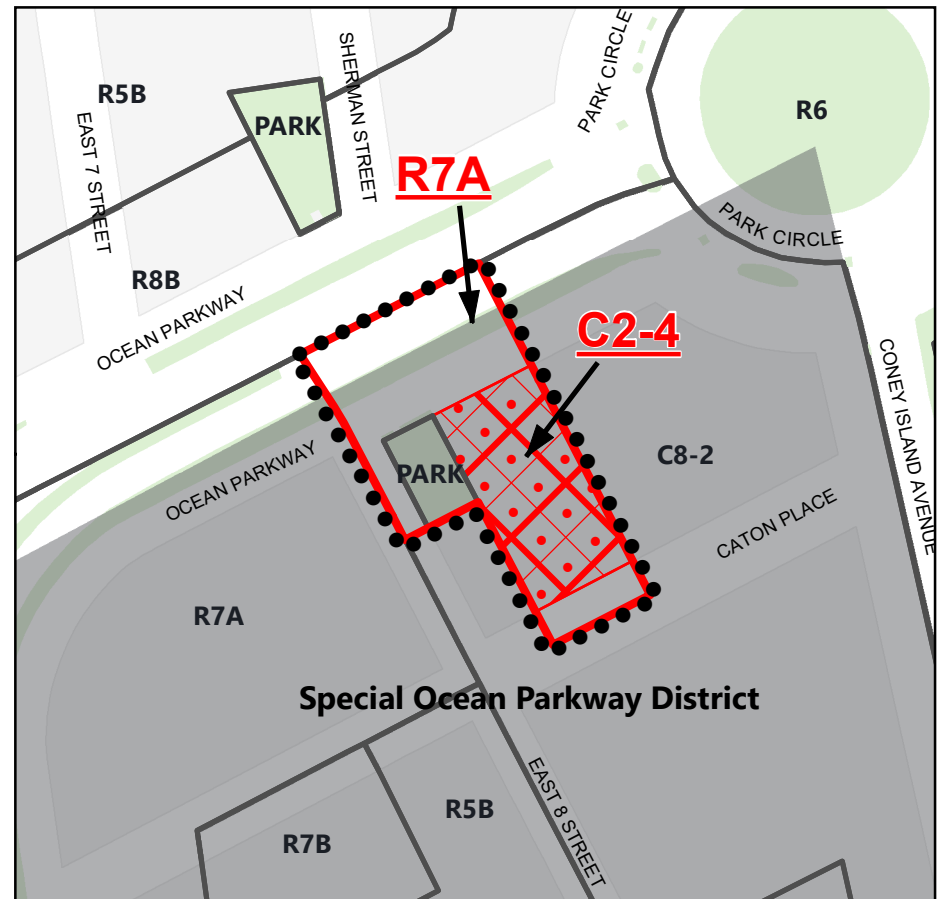 R5B
EAST 7 STREET
PARK
SHERMAN STREET
PARK CIRCLE
R6
R7A
PARK CIRCLE
R8B
OCEAN PARKWAY
C2-4
CONEY ISLAND AVENUE
OCEAN PARKWAY
PARK
C8-2
CATON PLACE
R7A
Special Ocean Parkway District
EAST 8 STREET
R5B
R7B